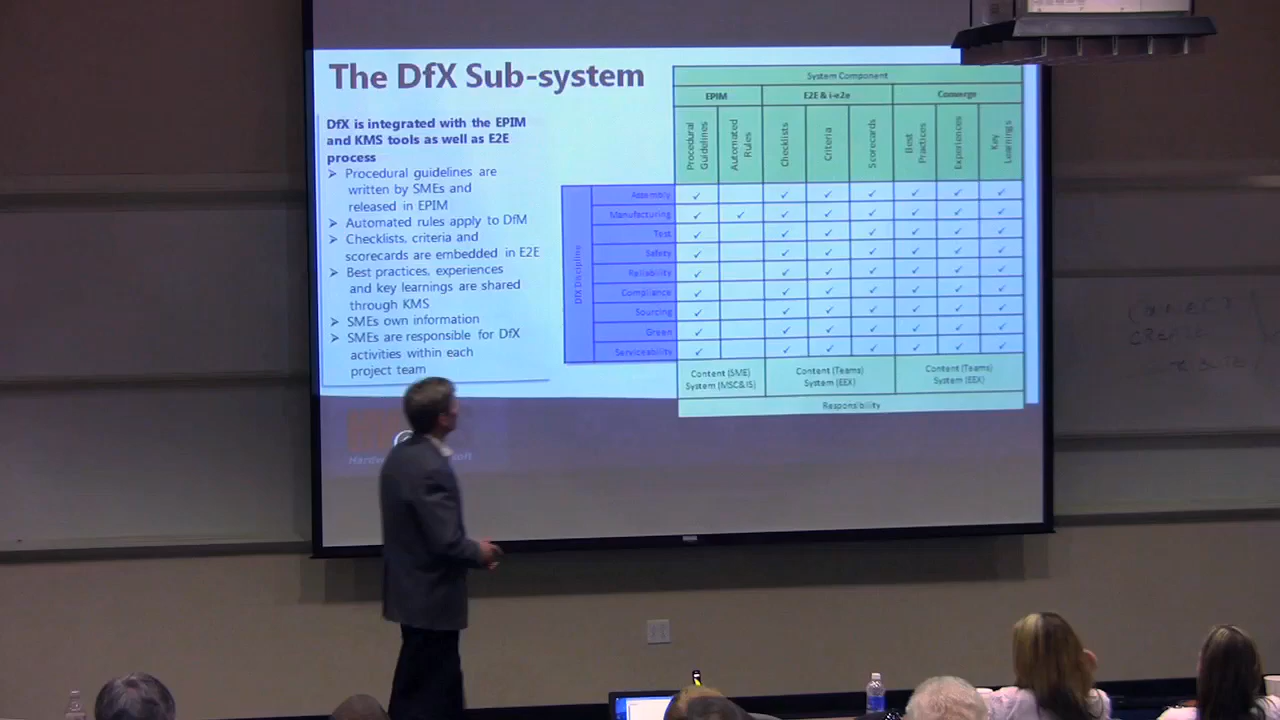 The DfX Sub-system
DfX is integrated with the EPIM
and KMS tools as well as E2E
process
➢ Procedural guidelines are
written by SMEs and
released in EPIM
➢ Automated rules apply to DfM
➢ Checklists, criteria and
scorecards are embedded in E2E
➢ Best practices, experiences
and key learnings are shared
through KMS
➢ SMEs own information
➢ SMEs are responsible for DfX
activities within each
project team
System Component
EPIM E2E & i-e2e Converge
Procedural Guidelines Automated Rules Checklists Criteria Scorecards Best Practices Experiences Key Learnings
DfX Discipline
Assembly ✓ ✓ ✓ ✓ ✓ ✓ ✓
Manufacturing ✓ ✓ ✓ ✓ ✓ ✓ ✓ ✓
Test ✓ ✓ ✓ ✓ ✓ ✓ ✓
Safety ✓ ✓ ✓ ✓ ✓ ✓ ✓
Reliability ✓ ✓ ✓ ✓ ✓ ✓ ✓
Compliance ✓ ✓ ✓ ✓ ✓ ✓ ✓
Sourcing ✓ ✓ ✓ ✓ ✓ ✓ ✓
Green ✓ ✓ ✓ ✓ ✓ ✓ ✓
Serviceability ✓ ✓ ✓ ✓ ✓ ✓ ✓
Content (SME) Content (Teams) Content (Teams)
System (MSC&IS) System (EEX) System (EEX)
Responsibility